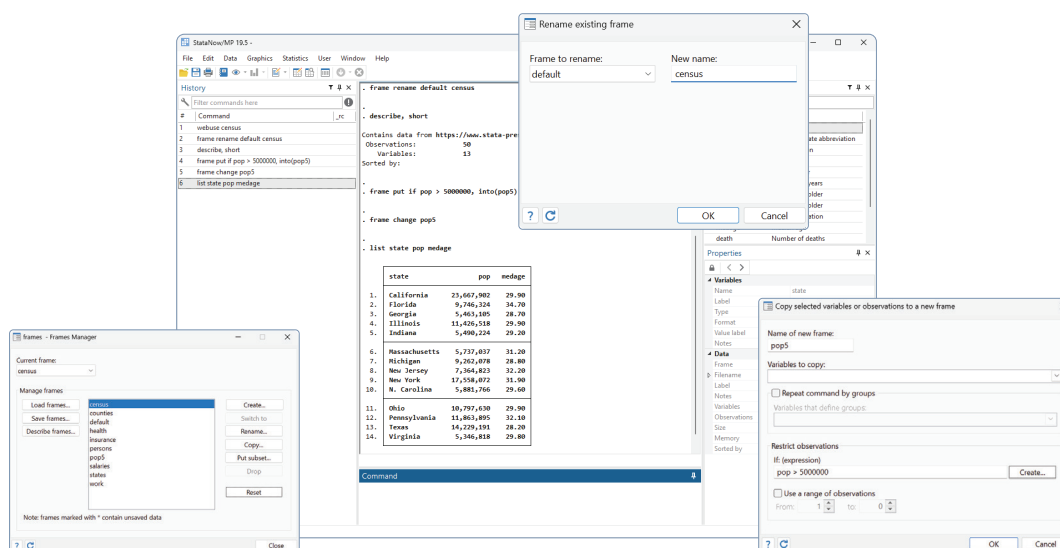 Rename existing frame
Frame to rename:
New name:
default
census
OK
Cancel
StataNow/MP 19.5 -
File Edit Data Graphics Statistics User Window Help
History
Filter commands here
# Command _rc
1 webuse census
2 frame rename default census
3 describe, short
4 frame put if pop > 5000000, into(pop5)
5 frame change pop5
6 list state pop medage
. frame rename default census
.
. describe, short
Contains data from https://www.stata-pre
Observations: 50
Variables: 13
Sorted by:
.
. frame put if pop > 5000000, into(pop5)
.
. frame change pop5
.
. list state pop medage
state pop medage
1. California 23,667,902 29.90
2. Florida 9,746,324 34.70
3. Georgia 5,463,105 28.70
4. Illinois 11,426,518 29.90
5. Indiana 5,490,224 29.20
6. Massachusetts 5,737,037 31.20
7. Michigan 9,262,078 28.80
8. New Jersey 7,364,823 32.20
9. New York 17,558,072 31.90
10. N. Carolina 5,881,766 29.60
11. Ohio 10,797,630 29.90
12. Pennsylvania 11,863,895 32.10
13. Texas 14,229,191 28.20
14. Virginia 5,346,818 29.80
Command
ate abbreviation
on
years
older
older
ation
death Number of deaths
Properties
Variables
Name state
Label
Type
Format
Value label
Notes
Data
Frame
Filename
Label
Notes
Variables
Observations
Size
Memory
Sorted by
frames - Frames Manager
Current frame:
census
Manage frames
Load frames...
Save frames...
Describe frames...
census
counties
default
health
insurance
persons
pop5
salaries
states
work
Create...
Switch to
Rename...
Copy...
Put subset...
Drop
Reset
Note: frames marked with * contain unsaved data
? Close
Copy selected variables or observations to a new frame
Name of new frame:
pop5
Variables to copy:
Repeat command by groups
Variables that define groups:
Restrict observations
If: (expression)
pop > 5000000
Create...
Use a range of observations
From: 1 to: 0
? OK Cancel